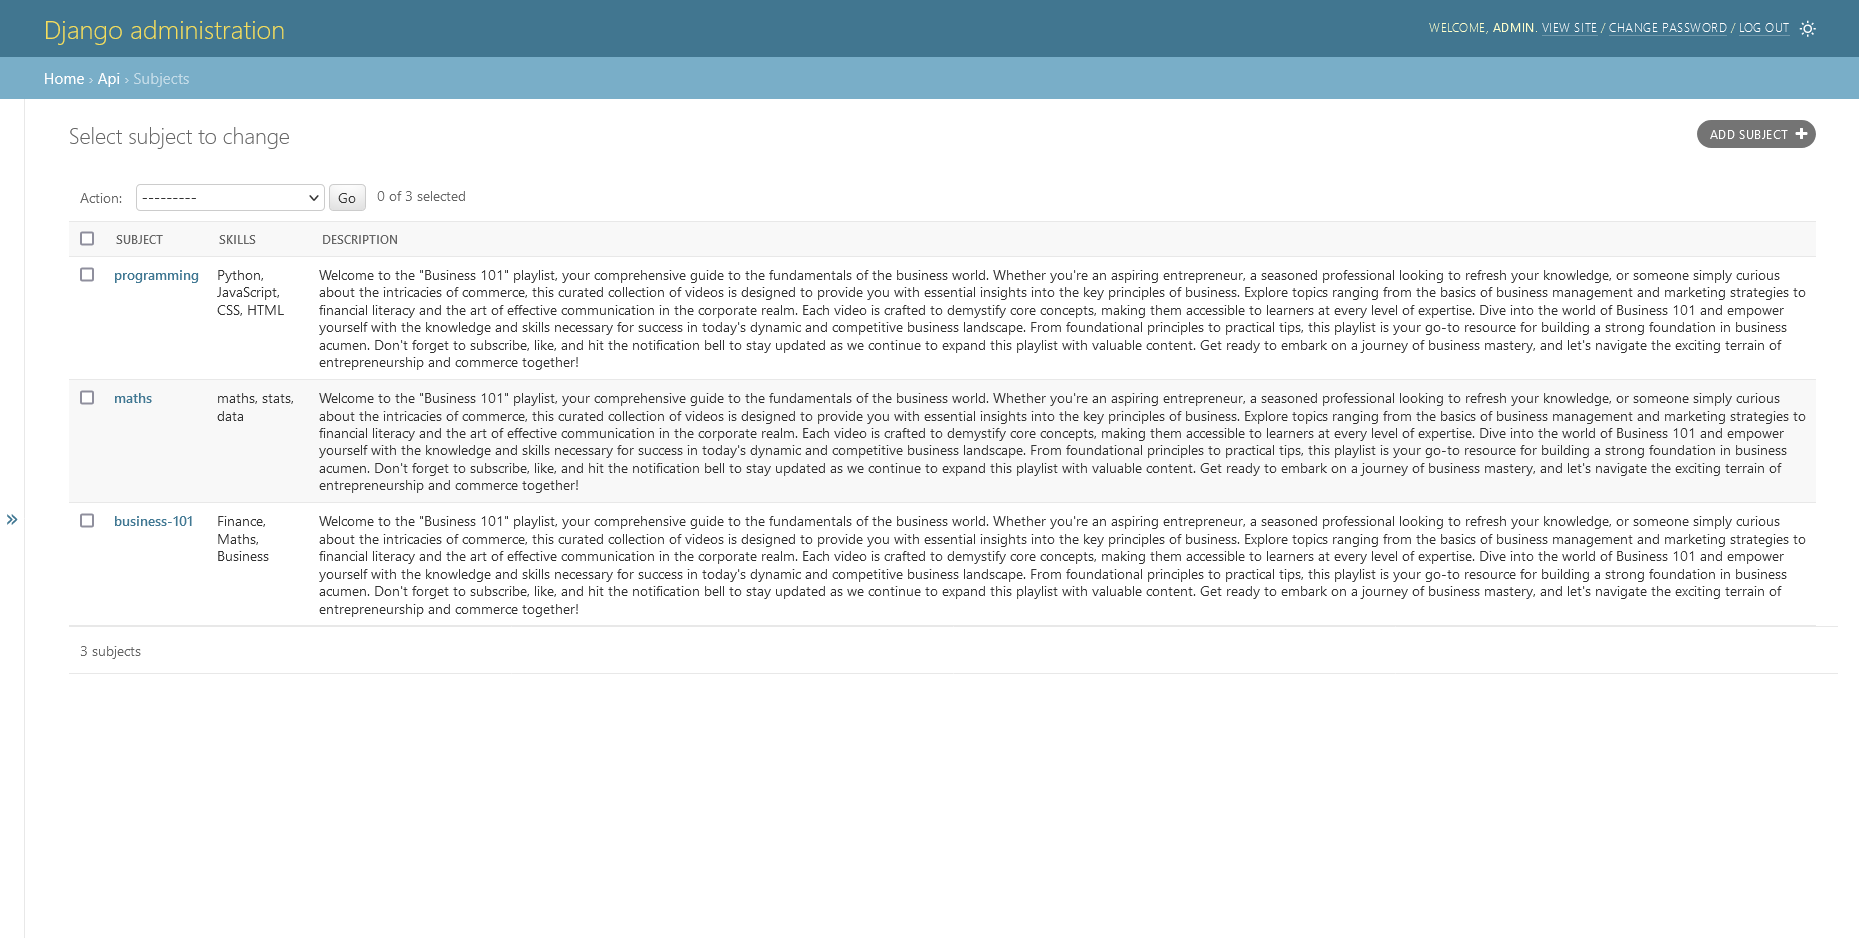 Django administration
WELCOME, ADMIN. VIEW SITE / CHANGE PASSWORD / LOG OUT
Home › Api › Subjects
Select subject to change
ADD SUBJECT
Action: --------- Go 0 of 3 selected
SUBJECT SKILLS DESCRIPTION
programming
Python,
JavaScript,
CSS, HTML
Welcome to the "Business 101" playlist, your comprehensive guide to the fundamentals of the business world. Whether you're an aspiring entrepreneur, a seasoned professional looking to refresh your knowledge, or someone simply curious
about the intricacies of commerce, this curated collection of videos is designed to provide you with essential insights into the key principles of business. Explore topics ranging from the basics of business management and marketing strategies to
financial literacy and the art of effective communication in the corporate realm. Each video is crafted to demystify core concepts, making them accessible to learners at every level of expertise. Dive into the world of Business 101 and empower
yourself with the knowledge and skills necessary for success in today's dynamic and competitive business landscape. From foundational principles to practical tips, this playlist is your go-to resource for building a strong foundation in business
acumen. Don't forget to subscribe, like, and hit the notification bell to stay updated as we continue to expand this playlist with valuable content. Get ready to embark on a journey of business mastery, and let's navigate the exciting terrain of
entrepreneurship and commerce together!
maths
maths, stats,
data
Welcome to the "Business 101" playlist, your comprehensive guide to the fundamentals of the business world. Whether you're an aspiring entrepreneur, a seasoned professional looking to refresh your knowledge, or someone simply curious
about the intricacies of commerce, this curated collection of videos is designed to provide you with essential insights into the key principles of business. Explore topics ranging from the basics of business management and marketing strategies to
financial literacy and the art of effective communication in the corporate realm. Each video is crafted to demystify core concepts, making them accessible to learners at every level of expertise. Dive into the world of Business 101 and empower
yourself with the knowledge and skills necessary for success in today's dynamic and competitive business landscape. From foundational principles to practical tips, this playlist is your go-to resource for building a strong foundation in business
acumen. Don't forget to subscribe, like, and hit the notification bell to stay updated as we continue to expand this playlist with valuable content. Get ready to embark on a journey of business mastery, and let's navigate the exciting terrain of
entrepreneurship and commerce together!
business-101
Finance,
Maths,
Business
Welcome to the "Business 101" playlist, your comprehensive guide to the fundamentals of the business world. Whether you're an aspiring entrepreneur, a seasoned professional looking to refresh your knowledge, or someone simply curious
about the intricacies of commerce, this curated collection of videos is designed to provide you with essential insights into the key principles of business. Explore topics ranging from the basics of business management and marketing strategies to
financial literacy and the art of effective communication in the corporate realm. Each video is crafted to demystify core concepts, making them accessible to learners at every level of expertise. Dive into the world of Business 101 and empower
yourself with the knowledge and skills necessary for success in today's dynamic and competitive business landscape. From foundational principles to practical tips, this playlist is your go-to resource for building a strong foundation in business
acumen. Don't forget to subscribe, like, and hit the notification bell to stay updated as we continue to expand this playlist with valuable content. Get ready to embark on a journey of business mastery, and let's navigate the exciting terrain of
entrepreneurship and commerce together!
»
3 subjects